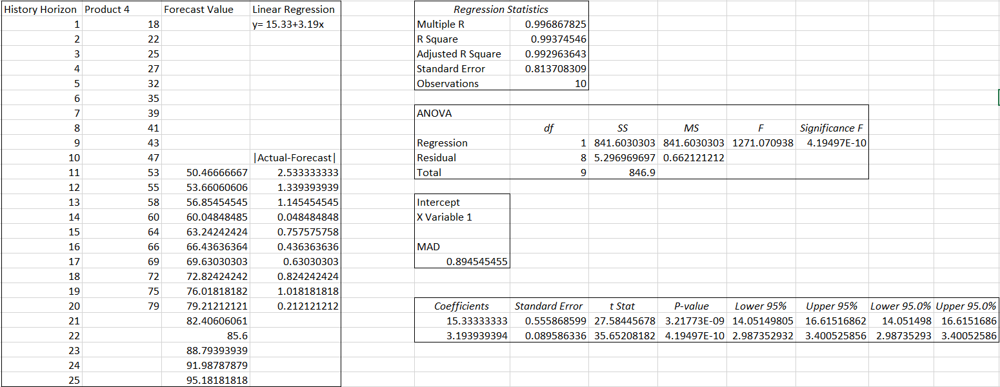 History Horizon Product 4 Forecast Value Linear Regression Regression Statistics
1 18 y= 15.33+3.19x Multiple R 0.996867825
2 22 R Square 0.99374546
3 25 Adjusted R Square 0.992963643
4 27 Standard Error 0.813708309
5 32 Observations 10
6 35
7 39 ANOVA
8 41 df SS MS F Significance F
9 43 Regression 1 841.6030303 841.6030303 1271.070938 4.19497E-10
10 47 |Actual-Forecast| Residual 8 5.296969697 0.662121212
11 53 50.46666667 2.533333333 Total 9 846.9
12 55 53.66060606 1.339393939
13 58 56.85454545 1.145454545 Intercept
14 60 60.04848485 0.048484848 X Variable 1
15 64 63.24242424 0.757575758
16 66 66.43636364 0.436363636 MAD
17 69 69.63030303 0.63030303 0.894545455
18 72 72.82424242 0.824242424
19 75 76.01818182 1.018181818
20 79 79.21212121 0.212121212 Coefficients Standard Error t Stat P-value Lower 95% Upper 95% Lower 95.0% Upper 95.0%
21 82.40606061 15.33333333 0.555868599 27.58445678 3.21773E-09 14.05149805 16.61516862 14.051498 16.6151686
22 85.6 3.193939394 0.089586336 35.65208182 4.19497E-10 2.987352932 3.400525856 2.98735293 3.40052586
23 88.79393939
24 91.98787879
25 95.18181818